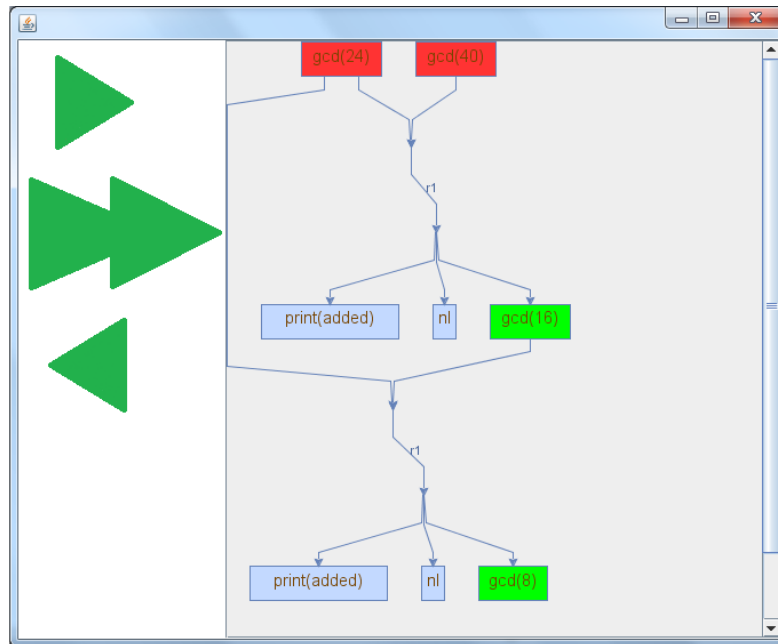 gcd(24) gcd(40)
r1
print(added) nl gcd(16)
r1
print(added) nl gcd(8)